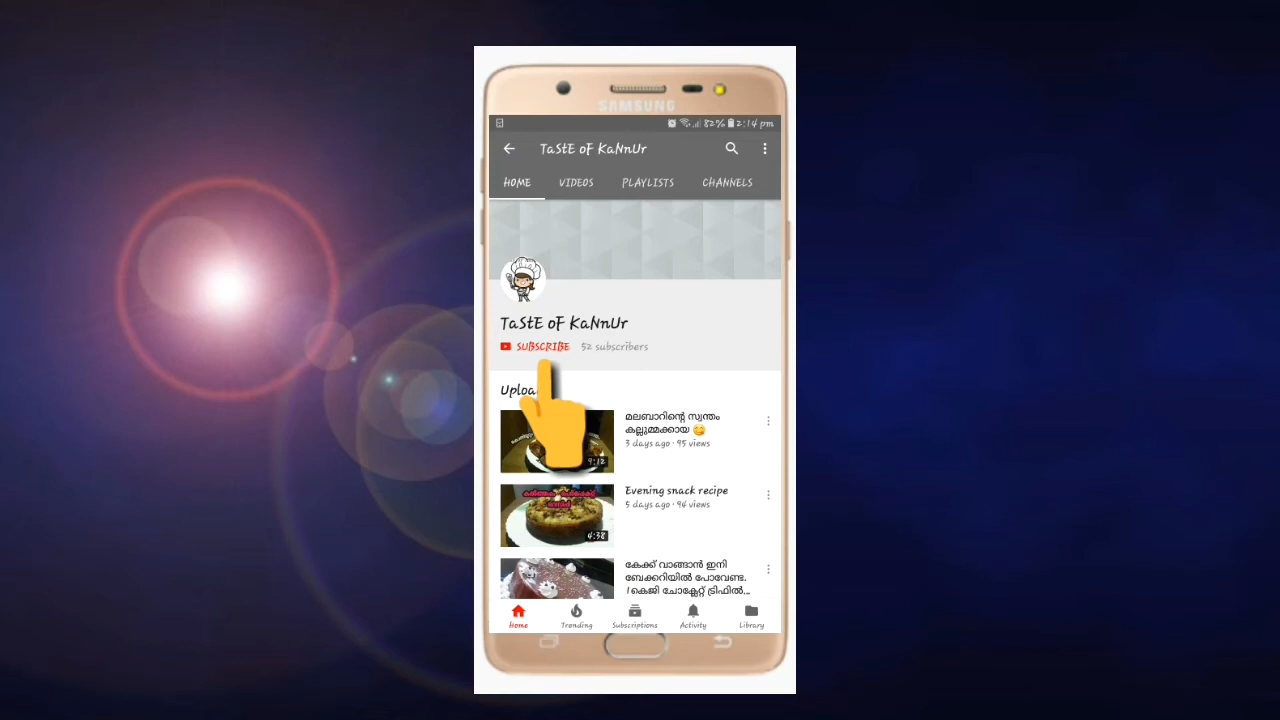 SAMSUNG
82% 2:14 pm
TaStE oF KaNnUr
HOME VIDEOS PLAYLISTS CHANNELS
TaStE oF KaNnUr
SUBSCRIBE 52 subscribers
Uploa
മലബാറിന്റെ സ്വന്തം
കല്ലുമ്മക്കായ 😋
3 days ago · 95 views
9:12
Evening snack recipe
5 days ago · 94 views
4:38
കേക്ക് വാങ്ങാൻ ഇനി
ബേക്കറിയിൽ പോവേണ്ട.
1കെജി ചോക്ലേറ്റ് ട്രിഫിൽ...
Home Trending Subscriptions Activity Library